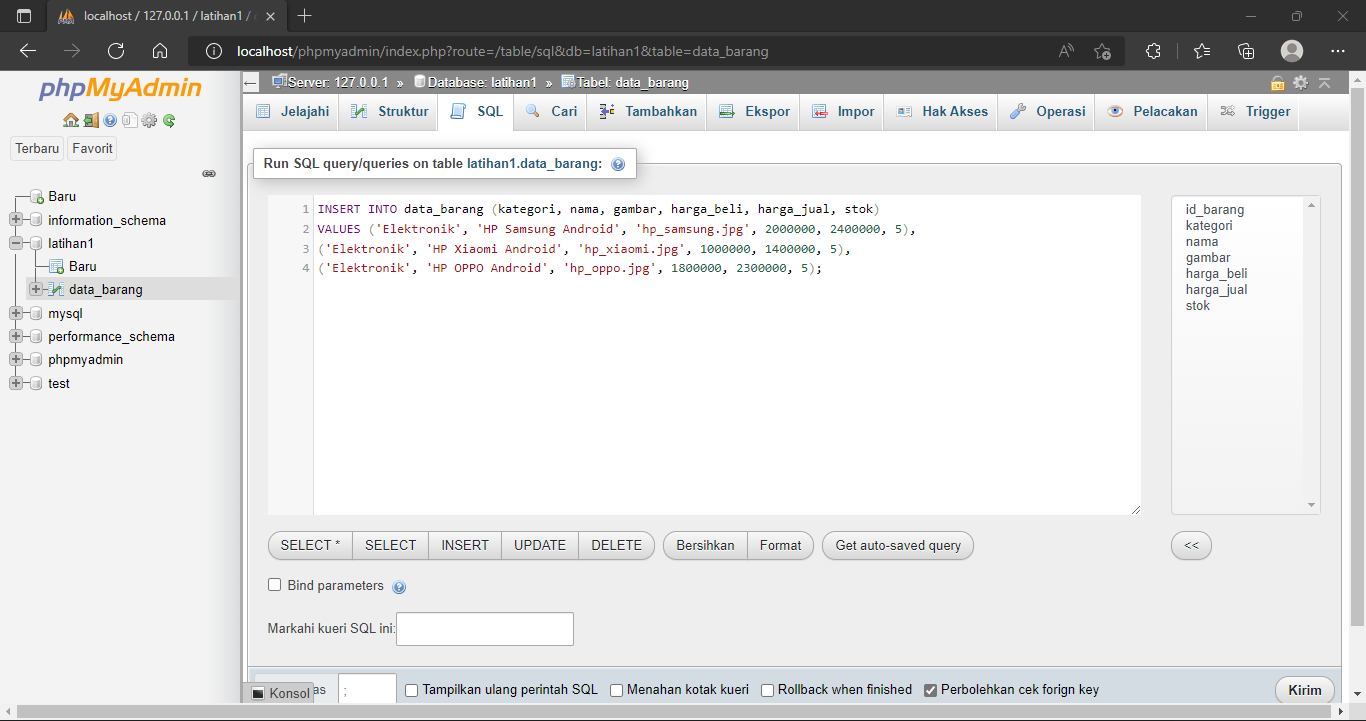 localhost / 127.0.0.1 / latihan1 /
localhost/phpmyadmin/index.php?route=/table/sql&db=latihan1&table=data_barang
phpMyAdmin
Terbaru Favorit
Baru
information_schema
latihan1
Baru
data_barang
mysql
performance_schema
phpmyadmin
test
Server: 127.0.0.1 » Database: latihan1 » Tabel: data_barang
Jelajahi Struktur SQL Cari Tambahkan Ekspor Impor Hak Akses Operasi Pelacakan Trigger
Run SQL query/queries on table latihan1.data_barang:
1 INSERT INTO data_barang (kategori, nama, gambar, harga_beli, harga_jual, stok)
2 VALUES ('Elektronik', 'HP Samsung Android', 'hp_samsung.jpg', 2000000, 2400000, 5),
3 ('Elektronik', 'HP Xiaomi Android', 'hp_xiaomi.jpg', 1000000, 1400000, 5),
4 ('Elektronik', 'HP OPPO Android', 'hp_oppo.jpg', 1800000, 2300000, 5);
id_barang
kategori
nama
gambar
harga_beli
harga_jual
stok
SELECT * SELECT INSERT UPDATE DELETE Bersihkan Format Get auto-saved query <<
Bind parameters
Markahi kueri SQL ini:
Konsol as ; Tampilkan ulang perintah SQL Menahan kotak kueri Rollback when finished Perbolehkan cek forign key Kirim